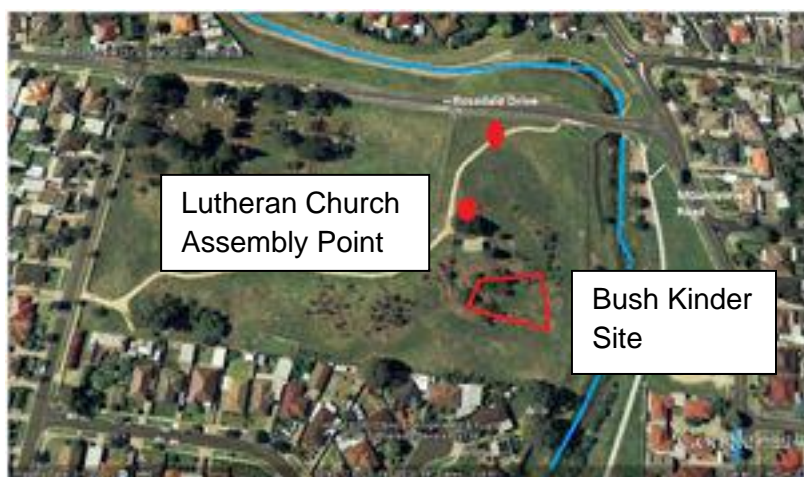 Rosedale Drive
Lutheran Church
Assembly Point
Bush Kinder
Site